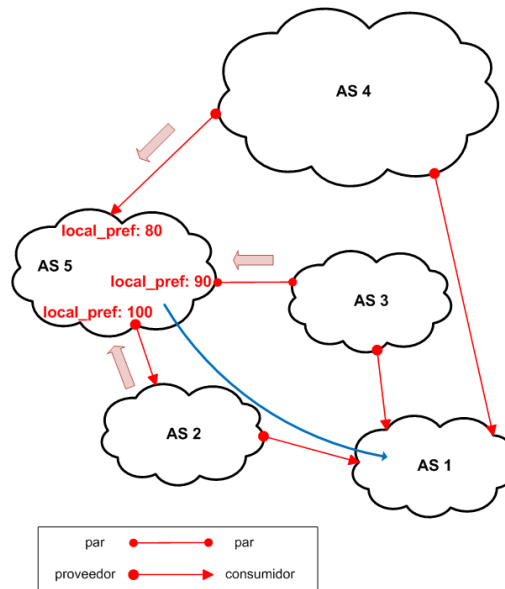 AS 4
local_pref: 80
AS 5
local_pref: 90
local_pref: 100
AS 3
AS 2
AS 1
par par
proveedor consumidor